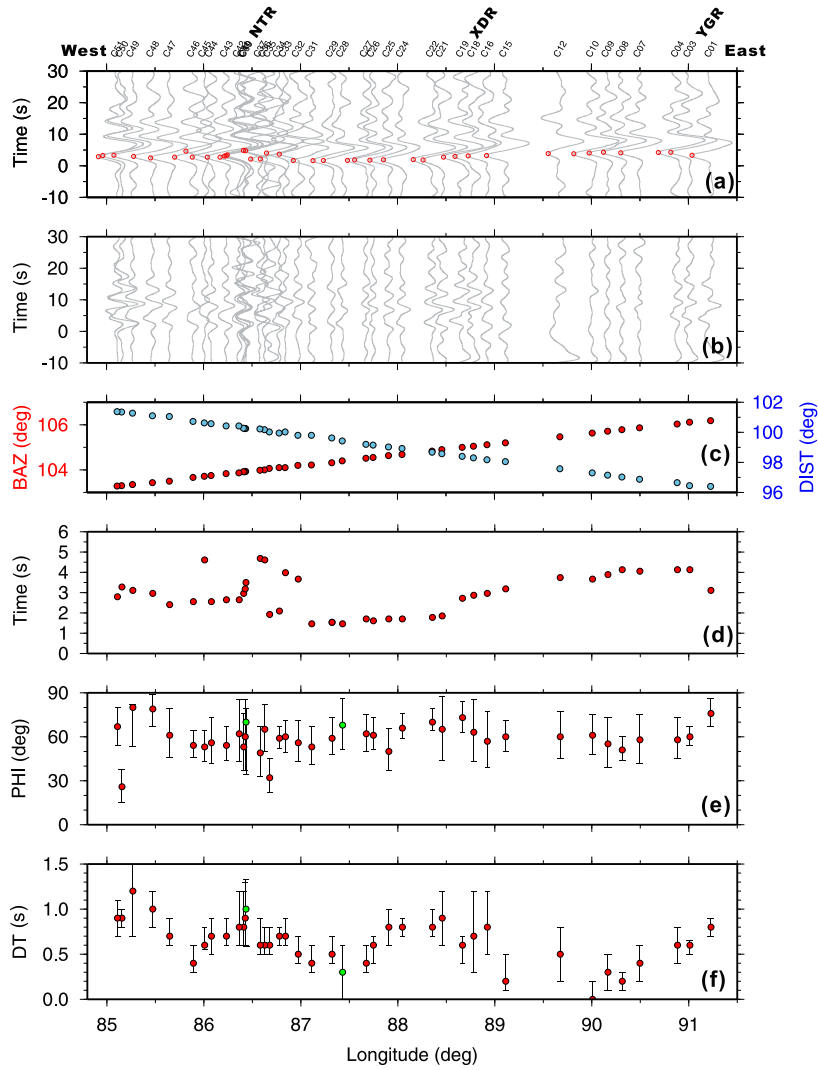 NTR XDR YGR
West East
C51 C50 C49 C48 C47 C46 C45 C44 C43 C34 C33 C32 C31 C29 C28 C27 C26 C25 C24 C22 C21 C19 C18 C16 C15 C12 C10 C09 C08 C07 C04 C03 C01
30
20
10
0
-10
Time (s)
(a)
30
20
10
0
-10
Time (s)
(b)
106
104
BAZ (deg)
102
100
98
96
DIST (deg)
(c)
6
5
4
3
2
1
0
Time (s)
(d)
90
60
30
0
PHI (deg)
(e)
1.5
1.0
0.5
0.0
DT (s)
(f)
85 86 87 88 89 90 91
Longitude (deg)